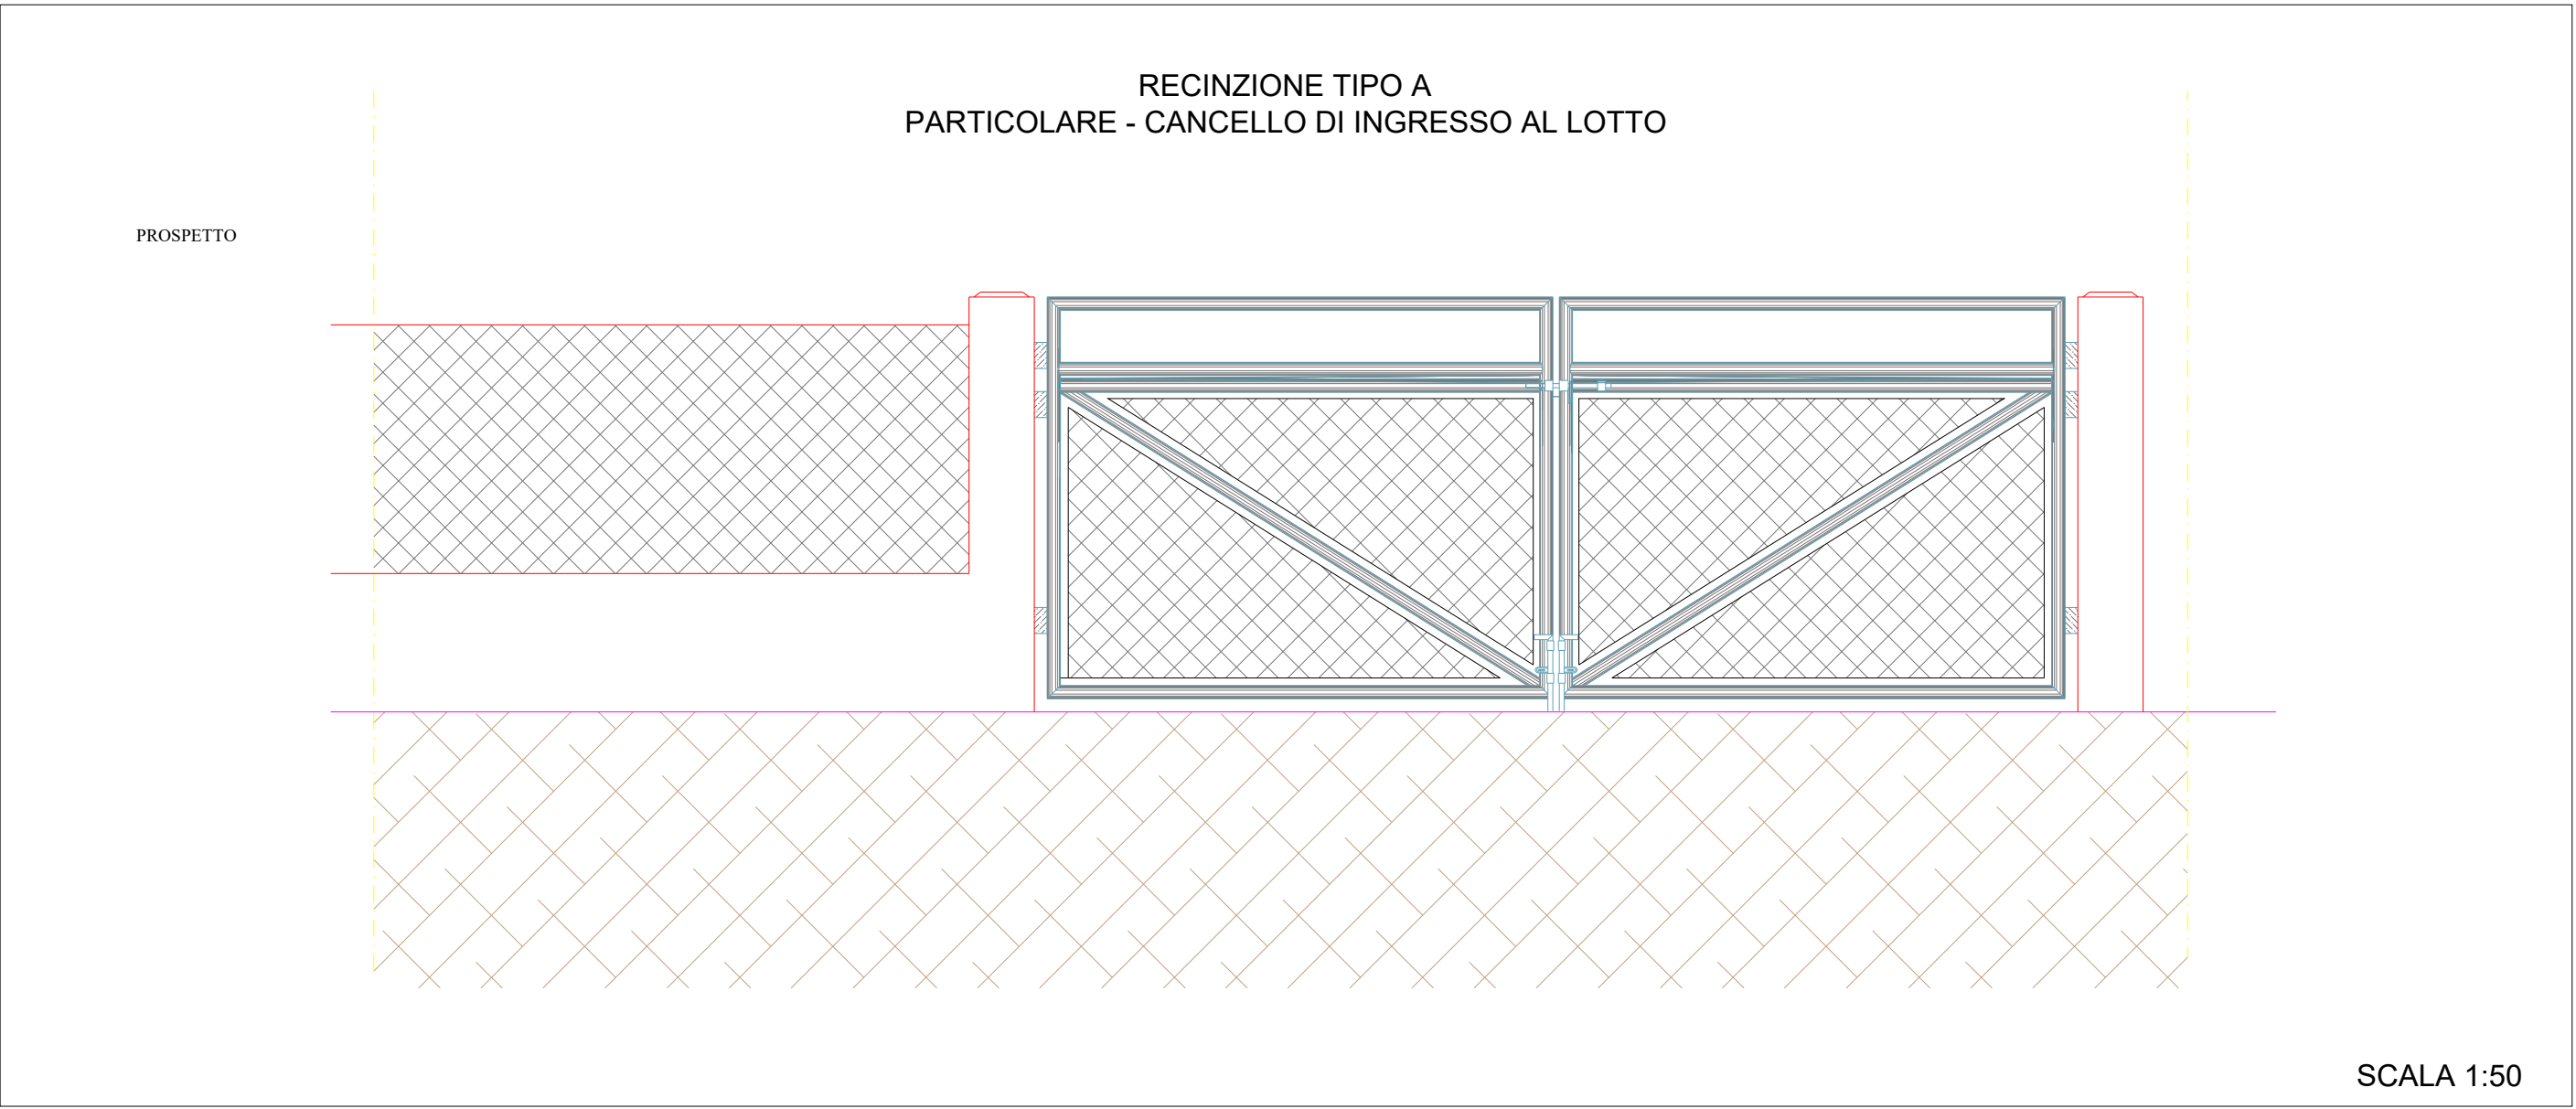 RECINZIONE TIPO A
PARTICOLARE - CANCELLO DI INGRESSO AL LOTTO
PROSPETTO
SCALA 1:50